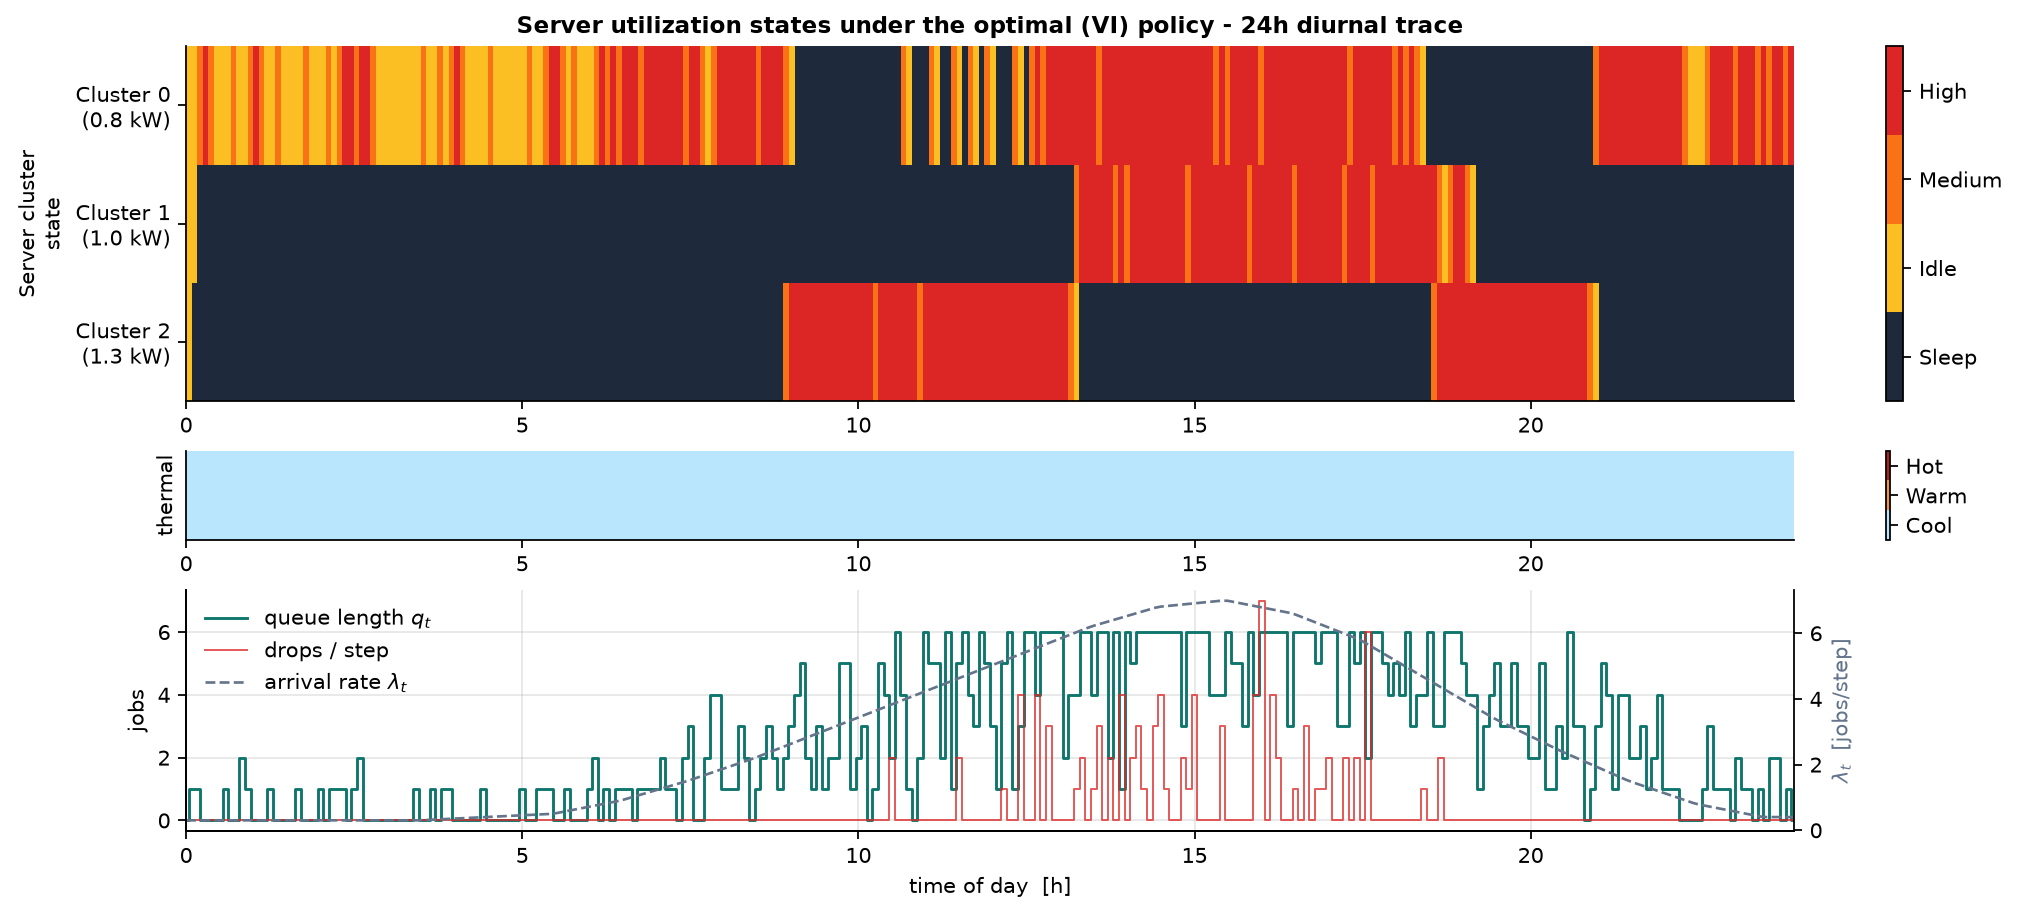 Server utilization states under the optimal (VI) policy - 24h diurnal trace
Server cluster
state
Cluster 0
(0.8 kW)
Cluster 1
(1.0 kW)
Cluster 2
(1.3 kW)
0 5 10 15 20
High
Medium
Idle
Sleep
thermal
0 5 10 15 20
Hot
Warm
Cool
jobs
6
4
2
0
queue length qₜ
drops / step
arrival rate λₜ
6
4
2
0
λₜ [jobs/step]
0 5 10 15 20
time of day [h]